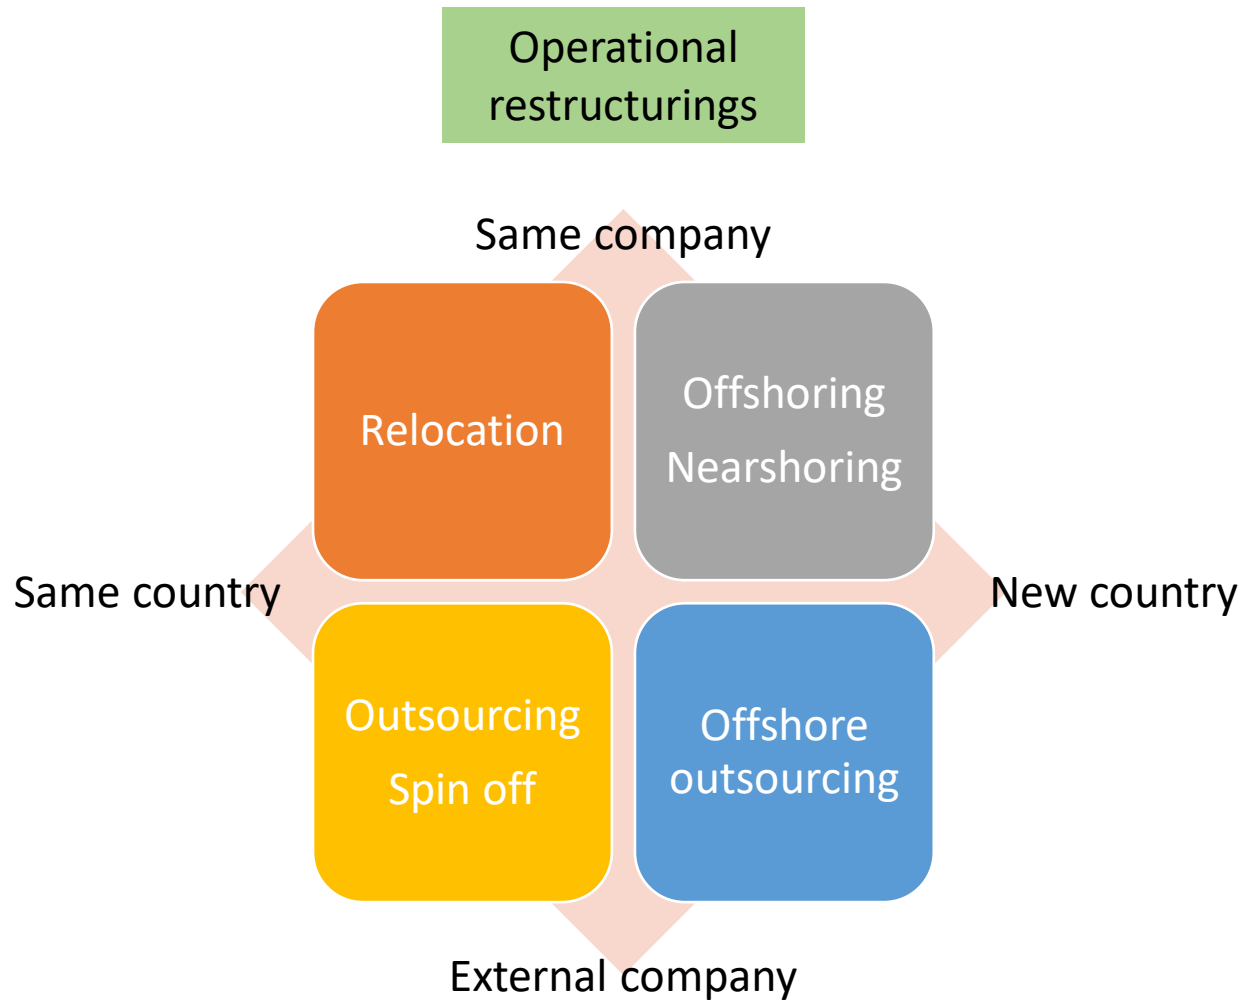 Operational
restructurings
Same company
Relocation
Offshoring
Nearshoring
Same country
New country
Outsourcing
Spin off
Offshore
outsourcing
External company